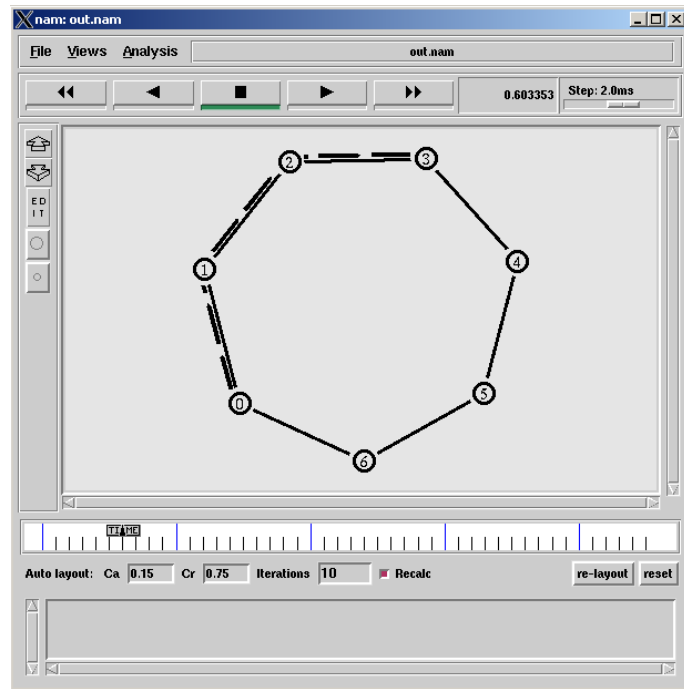 nam: out.nam
File Views Analysis out.nam
0.603353 Step: 2.0ms
E D
I T
2 3
1 4
0 5
6
TIME
Auto layout: Ca 0.15 Cr 0.75 Iterations 10 Recalc re-layout reset